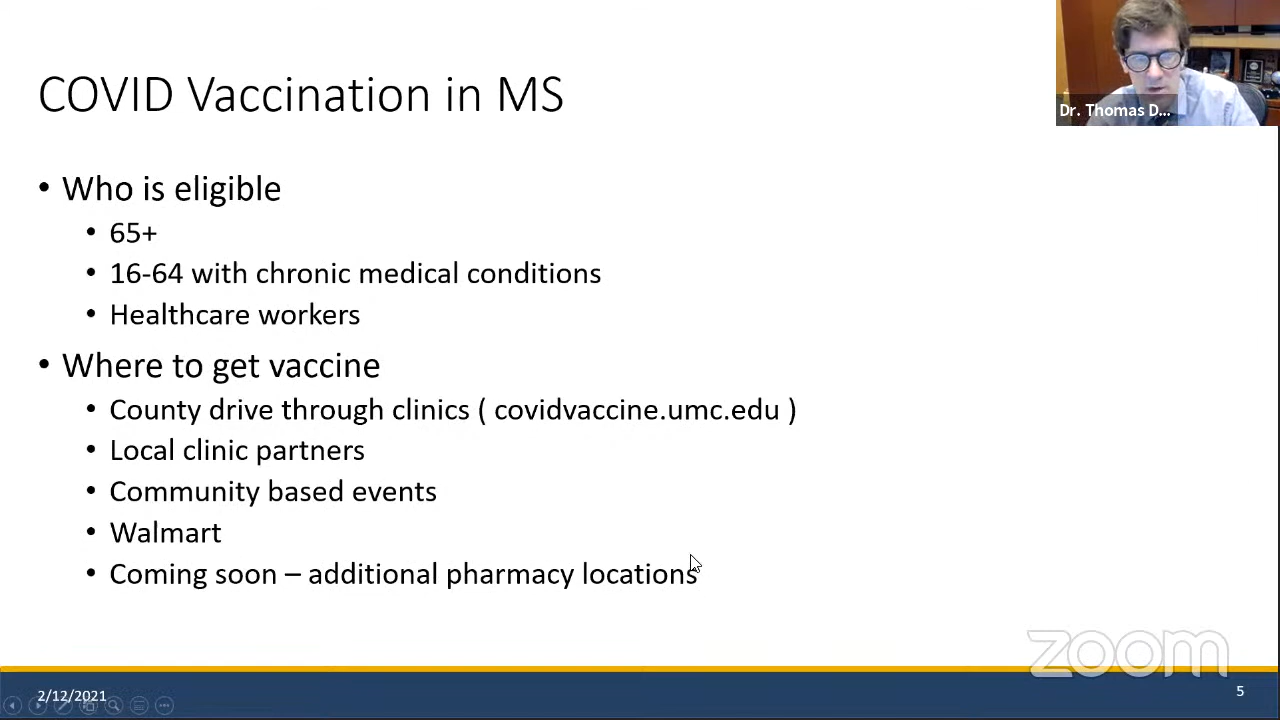 COVID Vaccination in MS
Dr. Thomas D...
• Who is eligible
• 65+
• 16-64 with chronic medical conditions
• Healthcare workers
• Where to get vaccine
• County drive through clinics ( covidvaccine.umc.edu )
• Local clinic partners
• Community based events
• Walmart
• Coming soon – additional pharmacy locations
zoom
2/12/2021
5